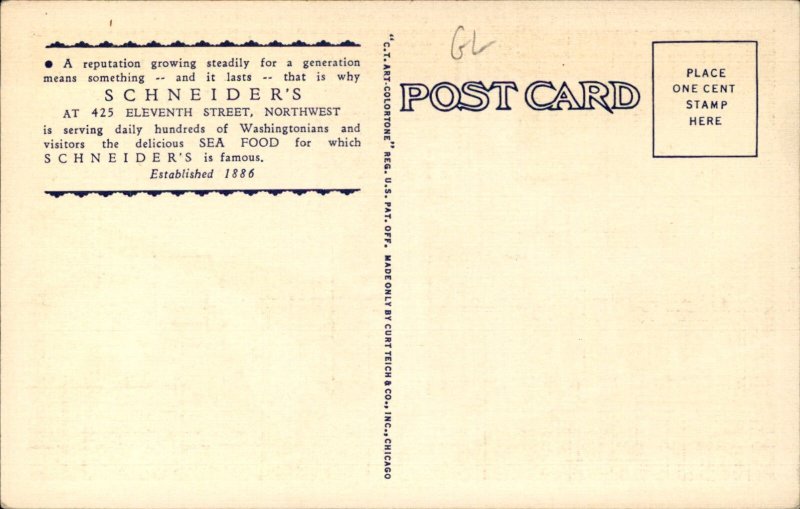 ● A reputation growing steadily for a generation
means something -- and it lasts -- that is why
SCHNEIDER'S
AT 425 ELEVENTH STREET, NORTHWEST
is serving daily hundreds of Washingtonians and
visitors the delicious SEA FOOD for which
SCHNEIDER'S is famous.
Established 1886
"C.T. ART-COLORTONE" REG. U.S. PAT. OFF. MADE ONLY BY CURT TEICH & CO., INC., CHICAGO
GL
POST CARD
PLACE
ONE CENT
STAMP
HERE